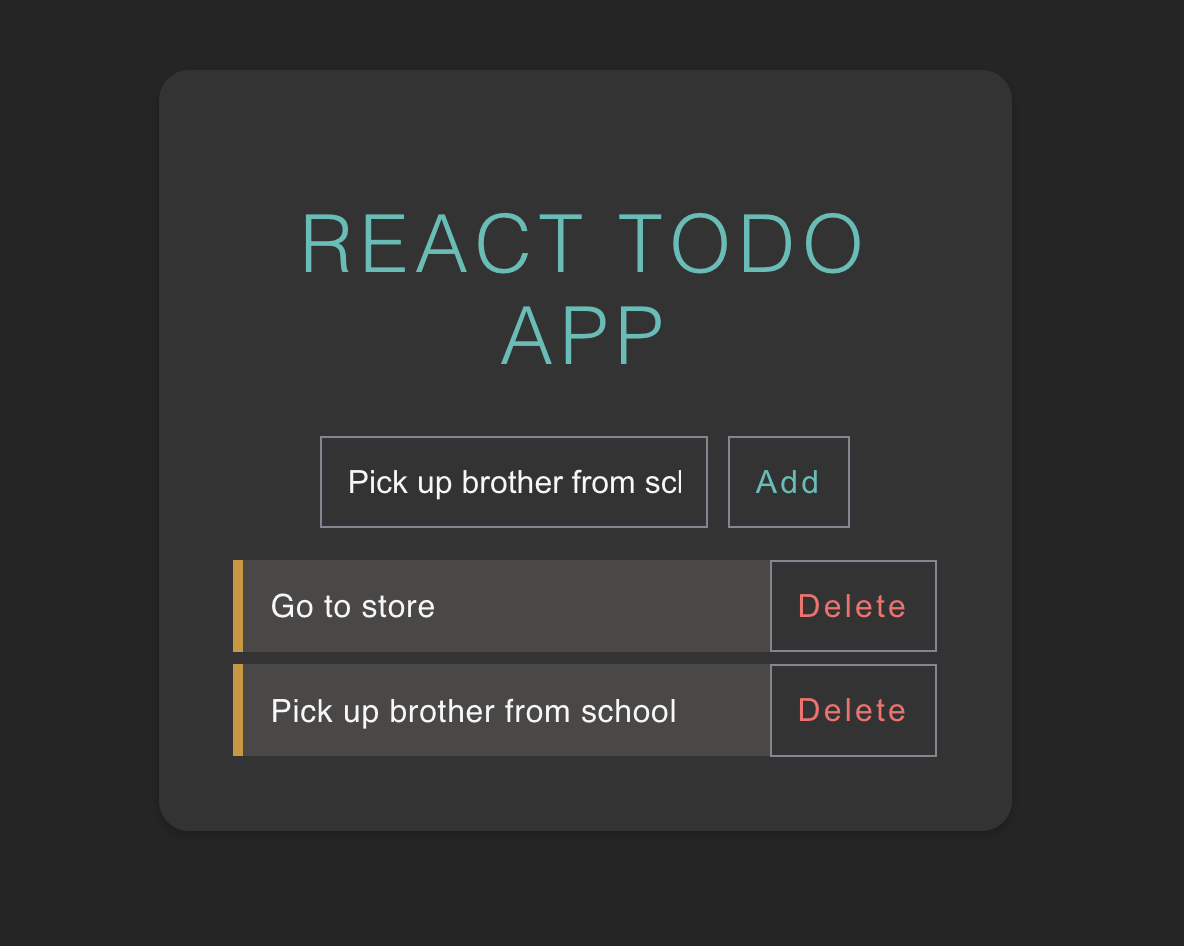 REACT TODO
APP
Pick up brother from scl
Add
Go to store
Delete
Pick up brother from school
Delete